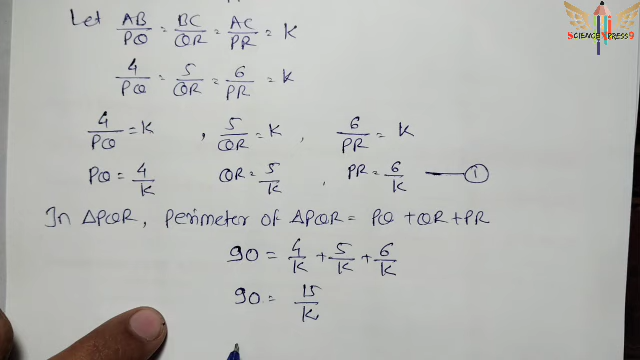 Let AB/PQ = BC/QR = AC/PR = K
4/PQ = 5/QR = 6/PR = K
4/PQ = K , 5/QR = K , 6/PR = K
PQ = 4/K QR = 5/K , PR = 6/K — 1
In ΔPQR, Perimeter of ΔPQR = PQ + QR + PR
90 = 4/K + 5/K + 6/K
90 = 15/K
SCIENCEXPRESS9